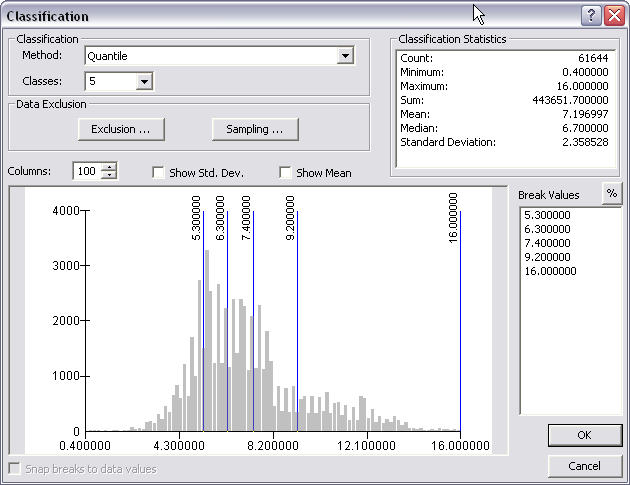 Classification
Classification
Method: Quantile
Classes: 5
Data Exclusion
Exclusion ...
Sampling ...
Classification Statistics
Count: 61644
Minimum: 0.400000
Maximum: 16.000000
Sum: 443651.700000
Mean: 7.196997
Median: 6.700000
Standard Deviation: 2.358528
Columns: 100
Show Std. Dev.
Show Mean
Break Values
%
5.300000
6.300000
7.400000
9.200000
16.000000
4000
3000
2000
1000
0
5.300000
6.300000
7.400000
9.200000
16.000000
0.400000
4.300000
8.200000
12.100000
16.000000
Snap breaks to data values
OK
Cancel